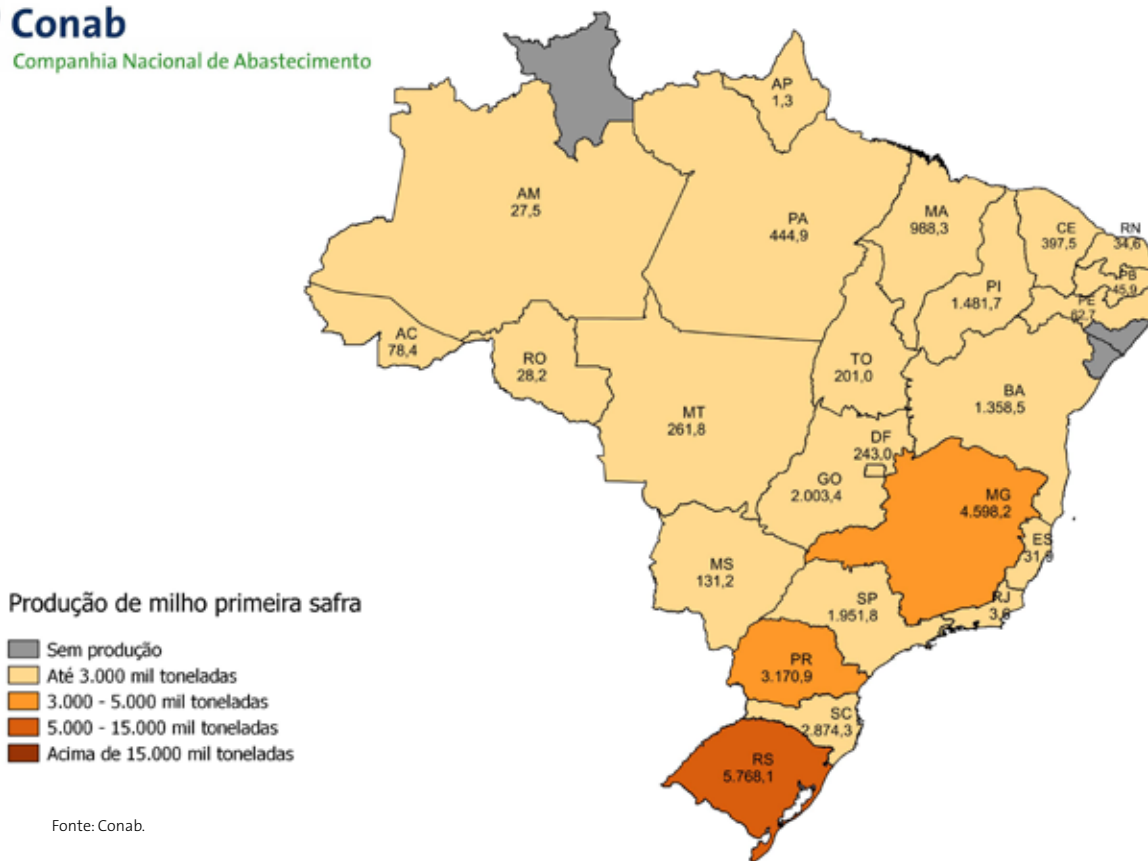 Conab
Companhia Nacional de Abastecimento
AP
1,3
AM
27,5
PA
444,9
MA
988,3
CE
397,5
RN
34,6
PB
45,9
PI
1.481,7
PE
82,7
AC
78,4
RO
28,2
TO
201,0
BA
1.358,5
MT
261,8
DF
243,0
GO
2.003,4
MG
4.598,2
ES
31,9
MS
131,2
SP
1.951,8
RJ
PR
3.170,9
SC
2.874,3
RS
5.768,1
Produção de milho primeira safra
Sem produção
Até 3.000 mil toneladas
3.000 - 5.000 mil toneladas
5.000 - 15.000 mil toneladas
Acima de 15.000 mil toneladas
Fonte: Conab.